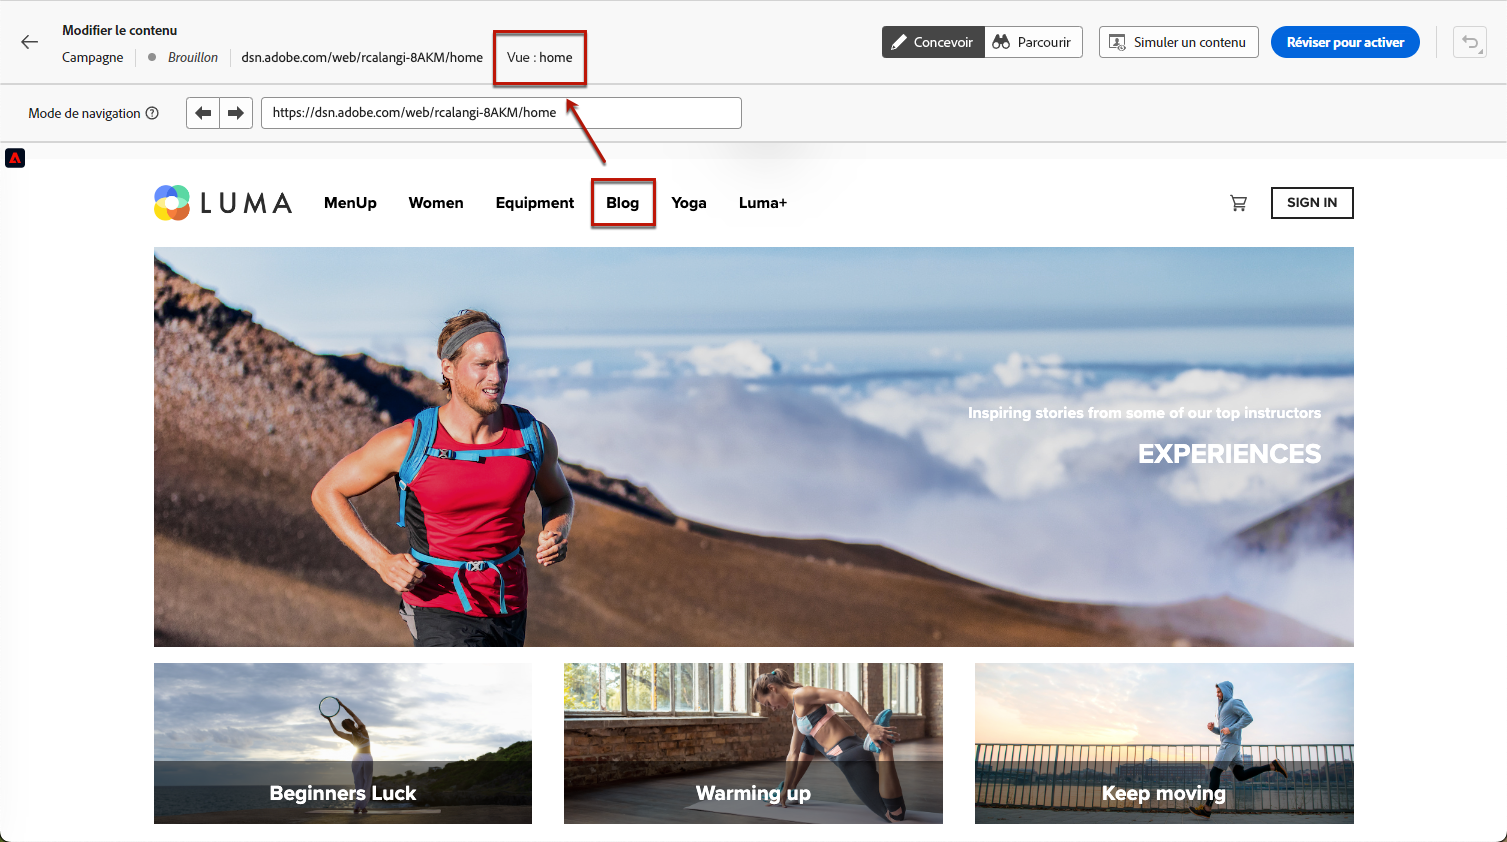 Modifier le contenu
Campagne Brouillon dsn.adobe.com/web/rcalangi-8AKM/home Vue : home
Concevoir Parcourir Simuler un contenu Réviser pour activer
Mode de navigation https://dsn.adobe.com/web/rcalangi-8AKM/home
LUMA MenUp Women Equipment Blog Yoga Luma+ SIGN IN
Inspiring stories from some of our top instructors
EXPERIENCES
Beginners Luck Warming up Keep moving